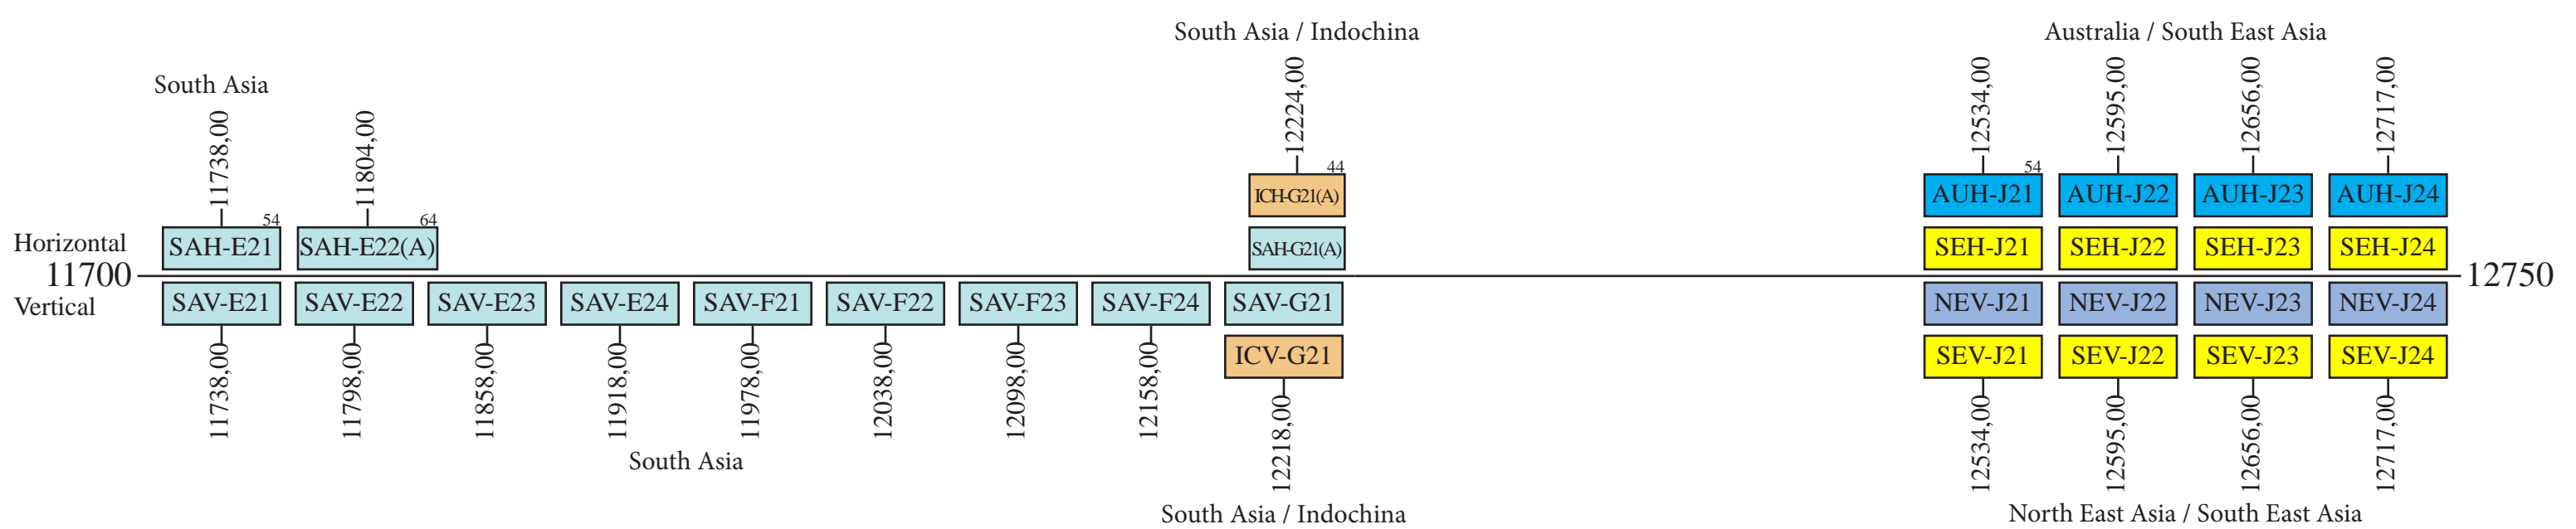 South Asia / Indochina
Australia / South East Asia
South Asia
11738,00
11804,00
12224,00
12534,00
12595,00
12656,00
12717,00
44
54
ICH-G21(A)
AUH-J21
AUH-J22
AUH-J23
AUH-J24
54
64
Horizontal
SAH-E21
SAH-E22(A)
SAH-G21(A)
SEH-J21
SEH-J22
SEH-J23
SEH-J24
11700
12750
Vertical
SAV-E21
SAV-E22
SAV-E23
SAV-E24
SAV-F21
SAV-F22
SAV-F23
SAV-F24
SAV-G21
NEV-J21
NEV-J22
NEV-J23
NEV-J24
ICV-G21
SEV-J21
SEV-J22
SEV-J23
SEV-J24
11738,00
11798,00
11858,00
11918,00
11978,00
12038,00
12098,00
12158,00
12218,00
12534,00
12595,00
12656,00
12717,00
South Asia
South Asia / Indochina
North East Asia / South East Asia